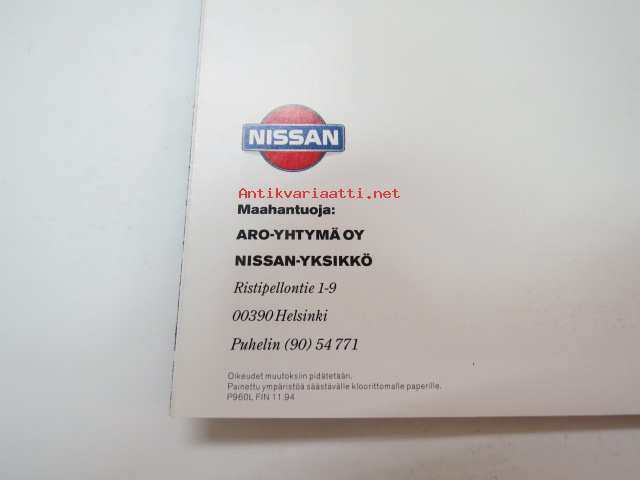 NISSAN
Antikvariaatti.net
Maahantuoja:
ARO-YHTYMÄ OY
NISSAN-YKSIKKÖ
Ristipellontie 1-9
00390 Helsinki
Puhelin (90) 54 771
Oikeudet muutoksiin pidätetään.
Painettu ympäristöä säästävälle kloorittomalle paperille.
P960L FIN 11.94